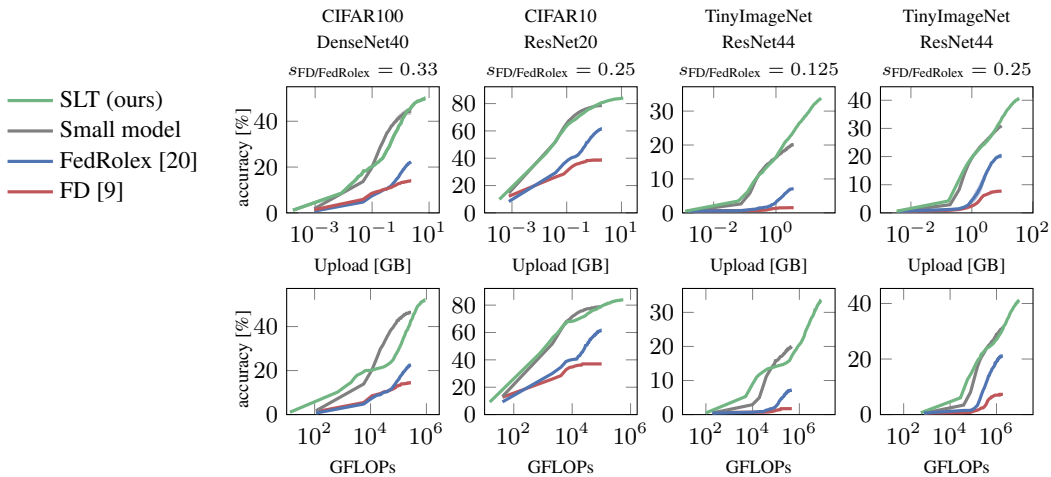 CIFAR100 CIFAR10 TinyImageNet TinyImageNet
DenseNet40 ResNet20 ResNet44 ResNet44
s_FD/FedRolex = 0.33 s_FD/FedRolex = 0.25 s_FD/FedRolex = 0.125 s_FD/FedRolex = 0.25
SLT (ours)
Small model
FedRolex [20]
FD [9]
accuracy [%]
40
20
0
80
60
40
20
0
30
20
10
0
40
30
20
10
0
10^−3 10^−1 10^1 10^−2 10^0 10^−2 10^0 10^−2 10^0 10^2
Upload [GB] Upload [GB] Upload [GB] Upload [GB]
accuracy [%]
40
20
0
80
60
40
20
0
30
20
10
0
40
20
0
10^2 10^4 10^6 10^2 10^4 10^2 10^4 10^6 10^2 10^4 10^6
GFLOPs GFLOPs GFLOPs GFLOPs